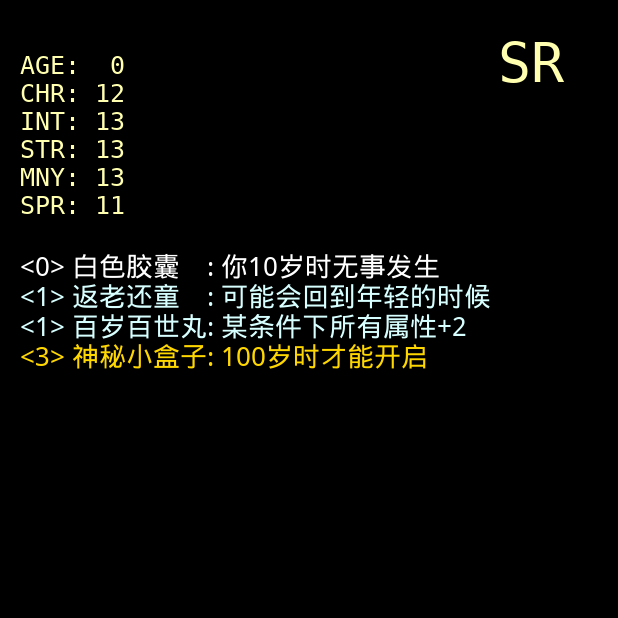 SR
AGE:  0
CHR: 12
INT: 13
STR: 13
MNY: 13
SPR: 11
<0> 白色胶囊  : 你10岁时无事发生
<1> 返老还童  : 可能会回到年轻的时候
<1> 百岁百世丸: 某条件下所有属性+2
<3> 神秘小盒子: 100岁时才能开启